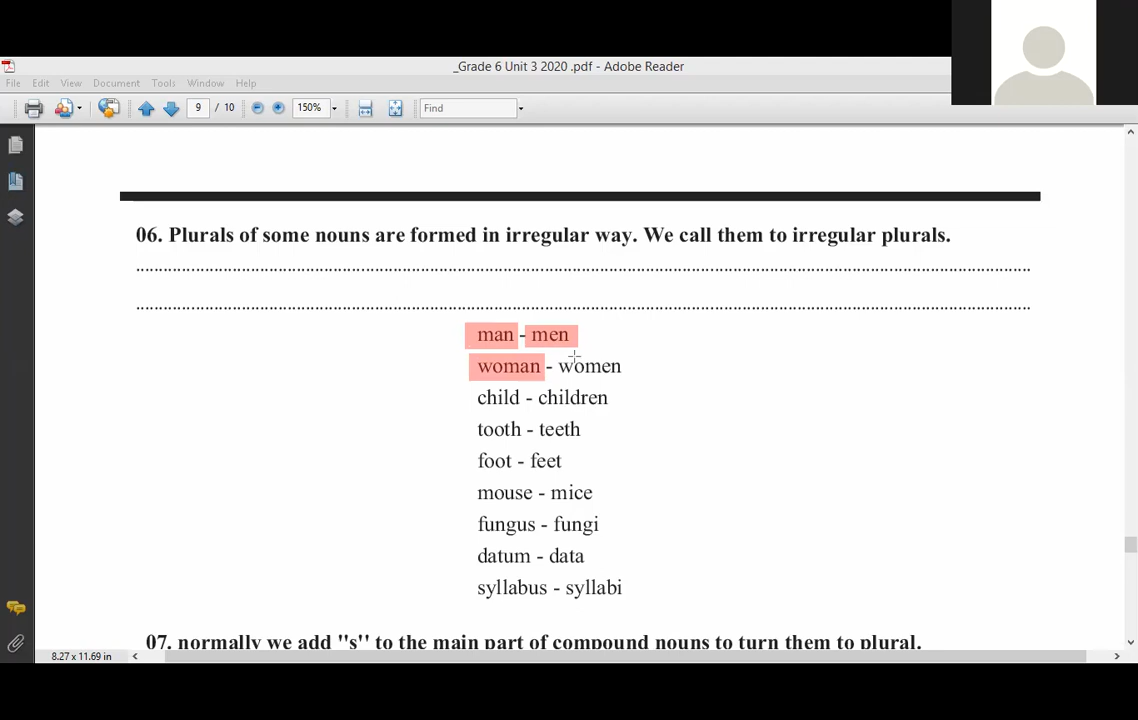 _Grade 6 Unit 3 2020 .pdf - Adobe Reader
File Edit View Document Tools Window Help
9 / 10 150% Find
06. Plurals of some nouns are formed in irregular way. We call them to irregular plurals.
................................................................................
................................................................................
man - men
woman - women
child - children
tooth - teeth
foot - feet
mouse - mice
fungus - fungi
datum - data
syllabus - syllabi
07. normally we add "s" to the main part of compound nouns to turn them to plural.
8.27 x 11.69 in